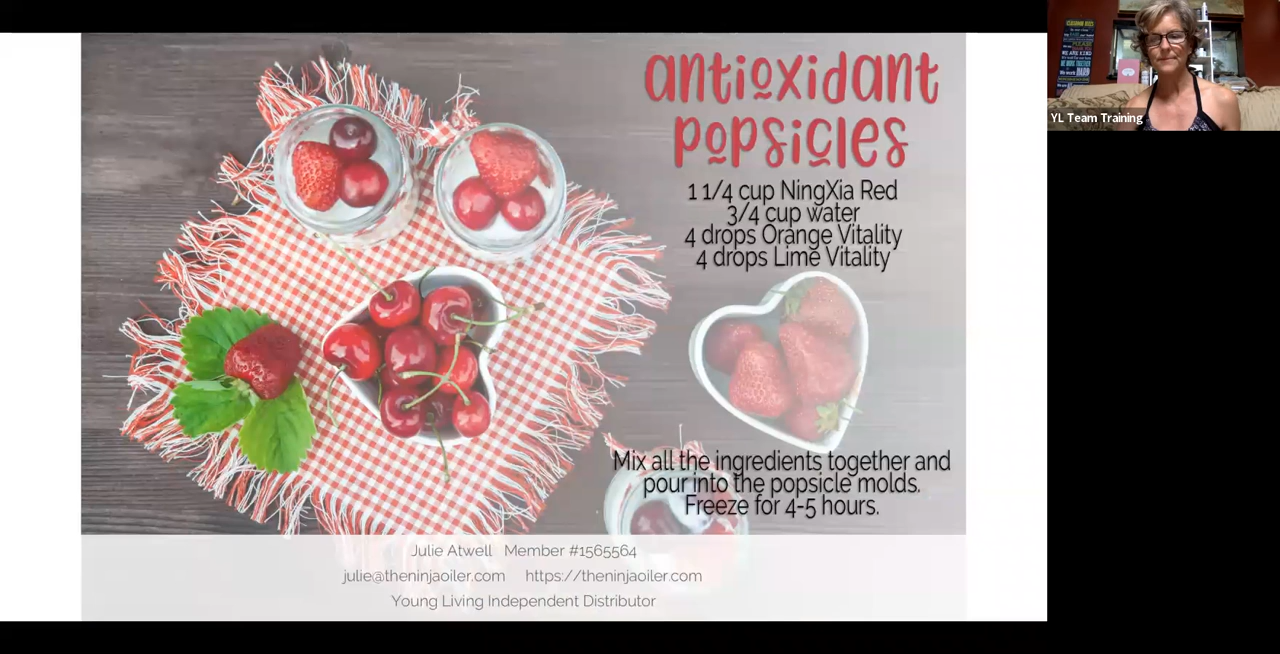 antioxidant
popsicles
1 1/4 cup NingXia Red
3/4 cup water
4 drops Orange Vitality
4 drops Lime Vitality
Mix all the ingredients together and
pour into the popsicle molds.
Freeze for 4-5 hours.
Julie Atwell Member #1565564
julie@theninjaoiler.com https://theninjaoiler.com
Young Living Independent Distributor
YL Team Training